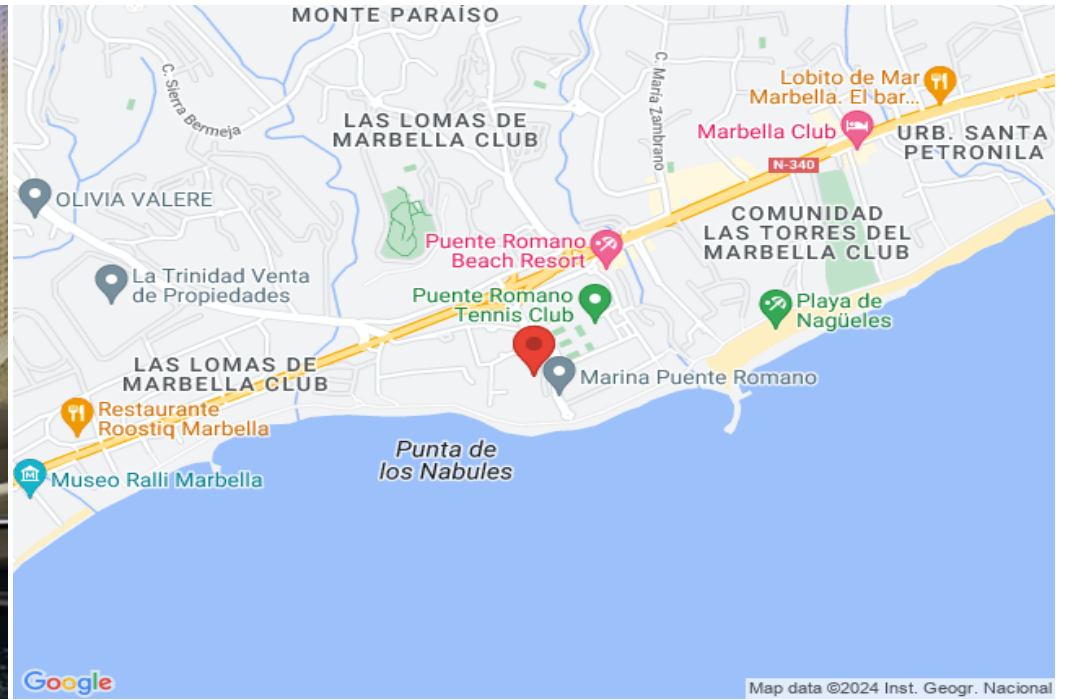 MONTE PARAÍSO
C. Sierra Bermeja
C. María Zambrano
LAS LOMAS DE
MARBELLA CLUB
Lobito de Mar
Marbella. El bar...
Marbella Club
URB. SANTA
PETRONILA
N-340
OLIVIA VALERE
COMUNIDAD
LAS TORRES DEL
MARBELLA CLUB
Puente Romano
Beach Resort
La Trinidad Venta
de Propiedades
Puente Romano
Tennis Club
Playa de
Nagüeles
LAS LOMAS DE
MARBELLA CLUB
Marina Puente Romano
Restaurante
Roostiq Marbella
Punta de
los Nabules
Museo Ralli Marbella
Google
Map data ©2024 Inst. Geogr. Nacional